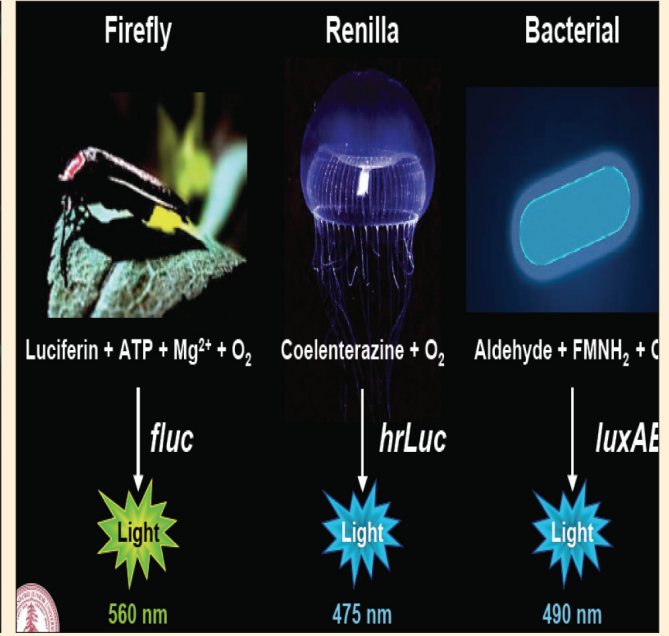 Firefly Renilla Bacterial
Luciferin + ATP + Mg²⁺ + O₂ Coelenterazine + O₂ Aldehyde + FMNH₂ +
fluc hrLuc luxAB
Light Light Light
560 nm 475 nm 490 nm